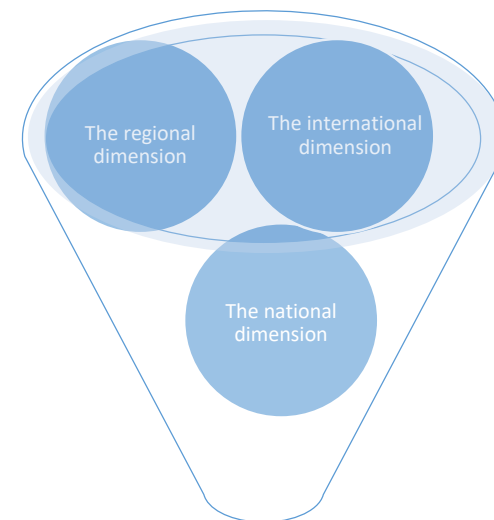 The regional
dimension
The international
dimension
The national
dimension